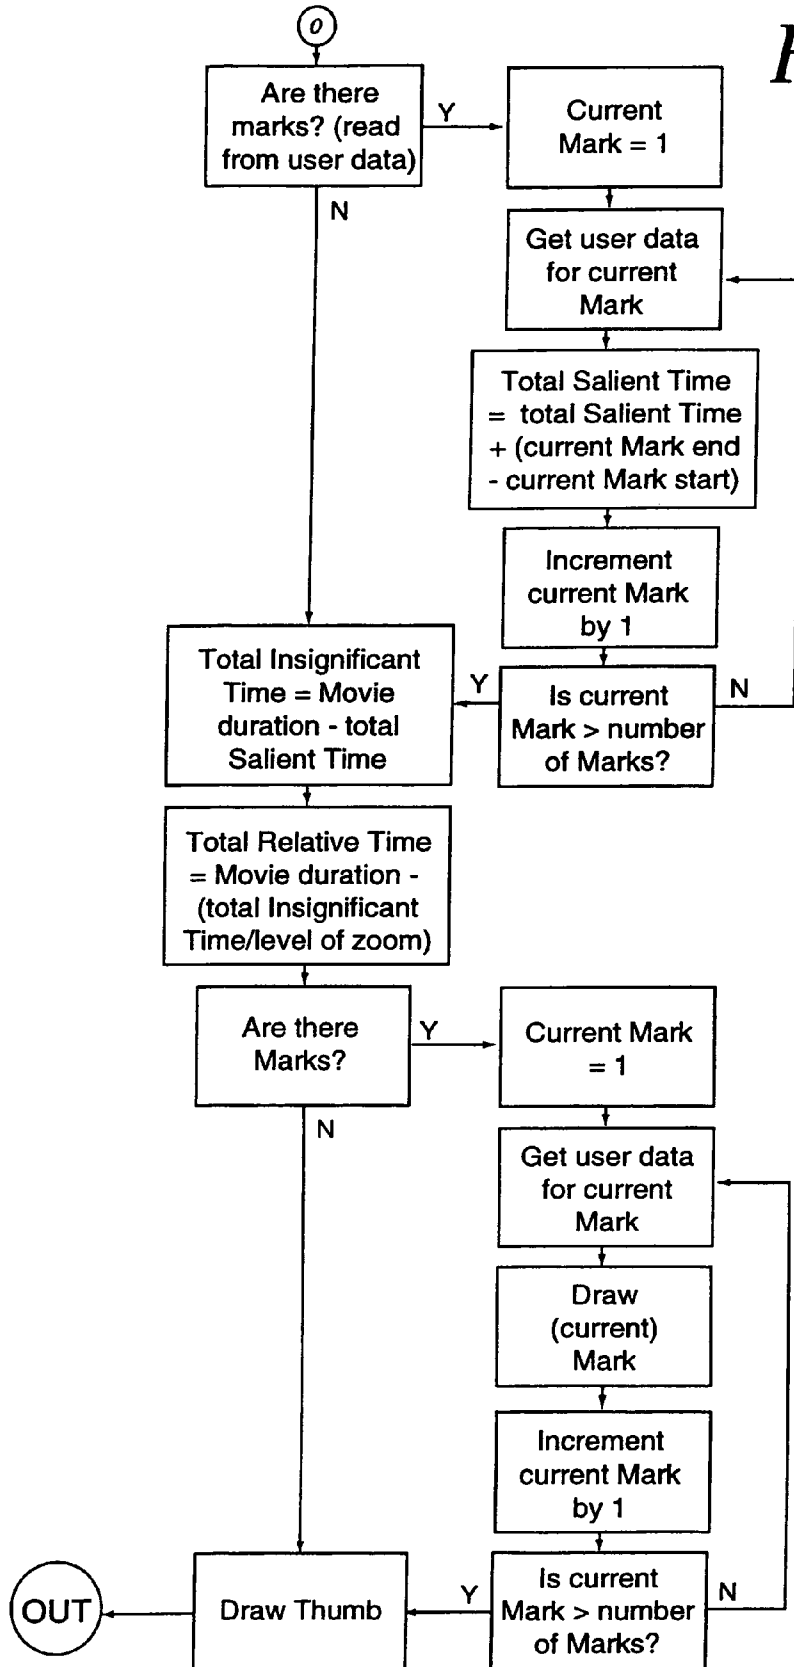 o
Are there
marks? (read
from user data)
Y
Current
Mark = 1
N
Get user data
for current
Mark
Total Salient Time
= total Salient Time
+ (current Mark end
- current Mark start)
Increment
current Mark
by 1
Total Insignificant
Time = Movie
duration - total
Salient Time
Y
Is current
Mark > number
of Marks?
N
Total Relative Time
= Movie duration -
(total Insignificant
Time/level of zoom)
Are there
Marks?
Y
Current Mark
= 1
N
Get user data
for current
Mark
Draw
(current)
Mark
Increment
current Mark
by 1
OUT
Draw Thumb
Y
Is current
Mark > number
of Marks?
N